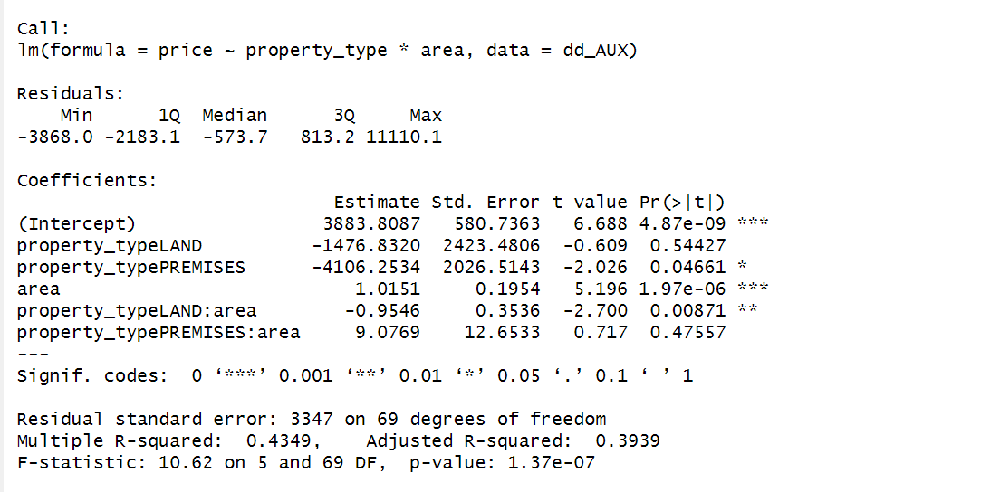 Call:
lm(formula = price ~ property_type * area, data = dd_AUX)
Residuals:
    Min      1Q  Median      3Q     Max
-3868.0 -2183.1  -573.7   813.2 11110.1
Coefficients:
                             Estimate Std. Error t value Pr(>|t|)
(Intercept)                 3883.8087   580.7363   6.688 4.87e-09 ***
property_typeLAND          -1476.8320  2423.4806  -0.609  0.54427
property_typePREMISES      -4106.2534  2026.5143  -2.026  0.04661 *
area                           1.0151     0.1954   5.196 1.97e-06 ***
property_typeLAND:area        -0.9546     0.3536  -2.700  0.00871 **
property_typePREMISES:area     9.0769    12.6533   0.717  0.47557
---
Signif. codes:  0 ‘***’ 0.001 ‘**’ 0.01 ‘*’ 0.05 ‘.’ 0.1 ‘ ’ 1
Residual standard error: 3347 on 69 degrees of freedom
Multiple R-squared:  0.4349,    Adjusted R-squared:  0.3939
F-statistic: 10.62 on 5 and 69 DF,  p-value: 1.37e-07